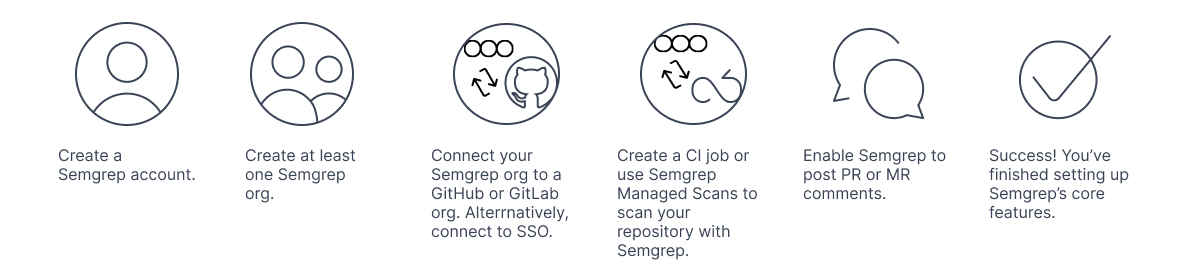 Create a
Semgrep account.
Create at least
one Semgrep
org.
Connect your
Semgrep org to a
GitHub or GitLab
org. Alterrnatively,
connect to SSO.
Create a CI job or
use Semgrep
Managed Scans to
scan your
repository with
Semgrep.
Enable Semgrep to
post PR or MR
comments.
Success! You’ve
finished setting up
Semgrep’s core
features.